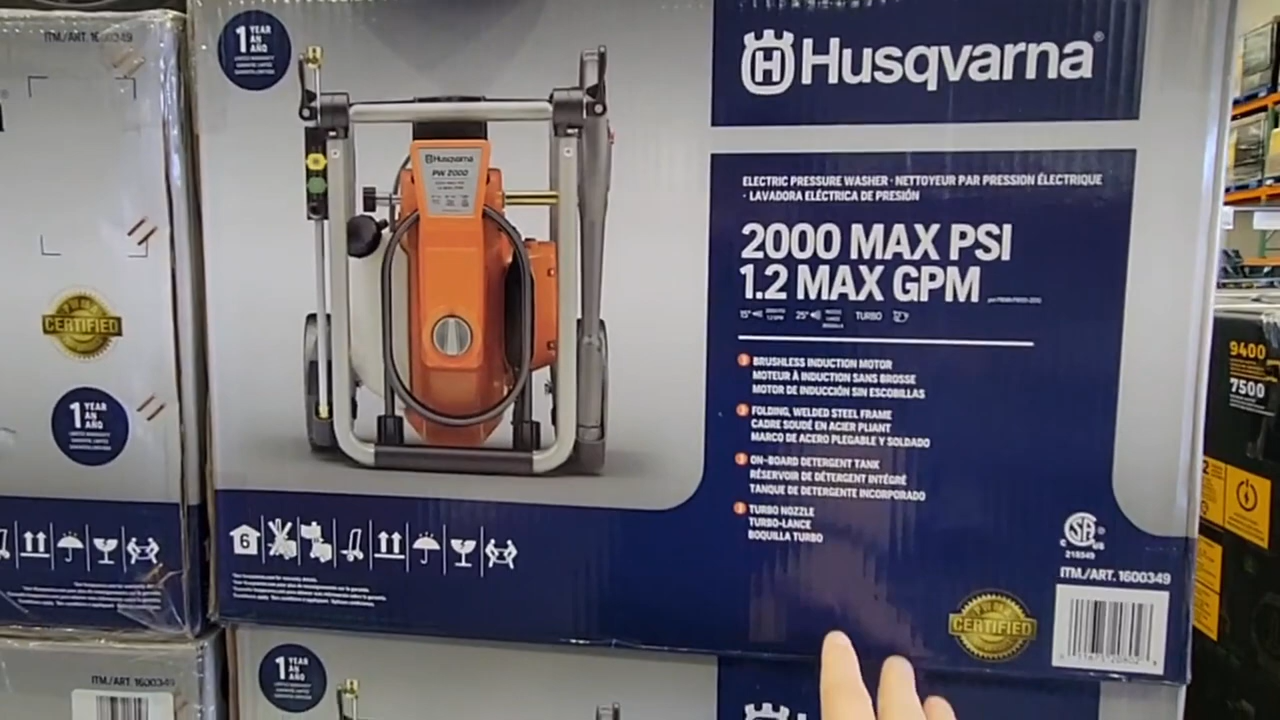 ITM./ART. 1600349
1 YEAR
AN
AÑO
Husqvarna
Husqvarna
PW 2000
ELECTRIC PRESSURE WASHER · NETTOYEUR PAR PRESSION ÉLECTRIQUE
· LAVADORA ELÉCTRICA DE PRESIÓN
2000 MAX PSI
1.2 MAX GPM
15° 25° TURBO
BRUSHLESS INDUCTION MOTOR
MOTEUR À INDUCTION SANS BROSSE
MOTOR DE INDUCCIÓN SIN ESCOBILLAS
FOLDING, WELDED STEEL FRAME
CADRE SOUDÉ EN ACIER PLIANT
MARCO DE ACERO PLEGABLE Y SOLDADO
ON-BOARD DETERGENT TANK
RÉSERVOIR DE DÉTERGENT INTÉGRÉ
TANQUE DE DETERGENTE INCORPORADO
TURBO NOZZLE
TURBO-LANCE
BOQUILLA TURBO
CERTIFIED
1 YEAR
AN
AÑO
6
218349
ITM./ART. 1600349
CERTIFIED
9400
7500
1 YEAR
AN
AÑO
ITM./ART. 1600349